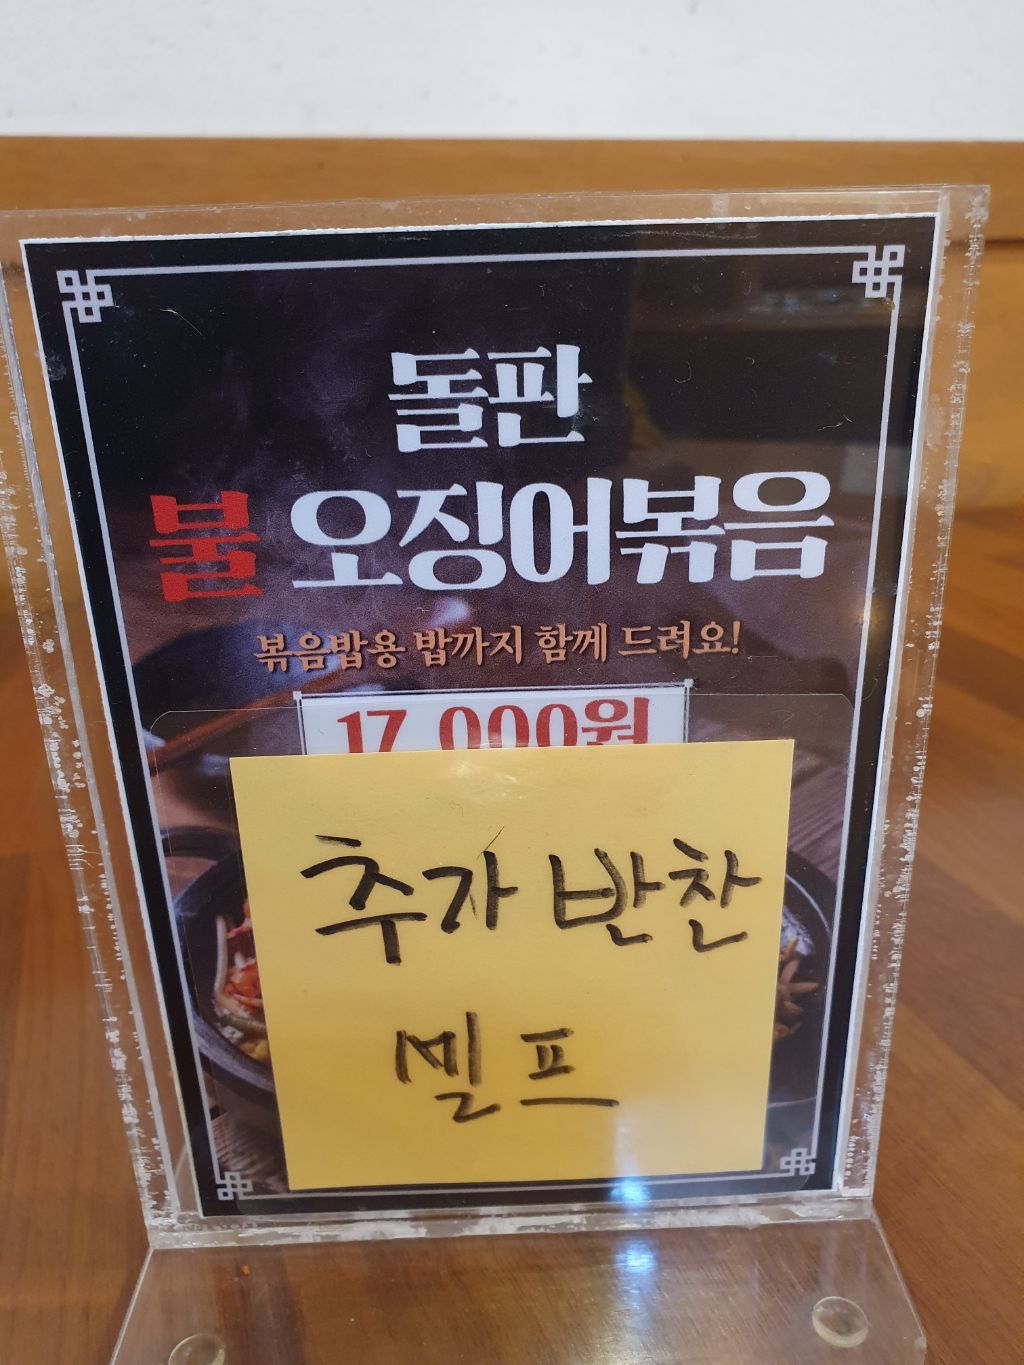 돌판
불 오징어볶음
볶음밥용 밥까지 함께 드려요!
17,000원
추가 반찬
셀프